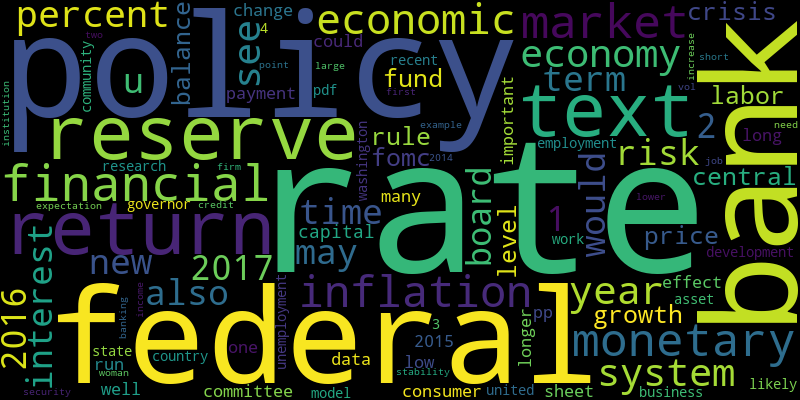 percent
community
two
balance
change
4
see
could
economic
market
crisis
policy
u
large
pdf
payment
point
recent
fund
first
economy
term
increase
short
vol
bank
institution
reserve
text
labor
2
need
long
job
example
rule
important
employment
risk
research
firm
washington
fomc
2014
would
central
financial
rate
expectation
governor
credit
many
lower
return
time
capital
board
level
1
work
price
development
interest
new
2017
may
effect
asset
2016
also
unemployment
inflation
year
federal
banking
income
pp
growth
3
2015
longer
monetary
state
country
one
data
low
run
woman
stability
system
likely
security
well
committee
model
consumer
united
sheet
business